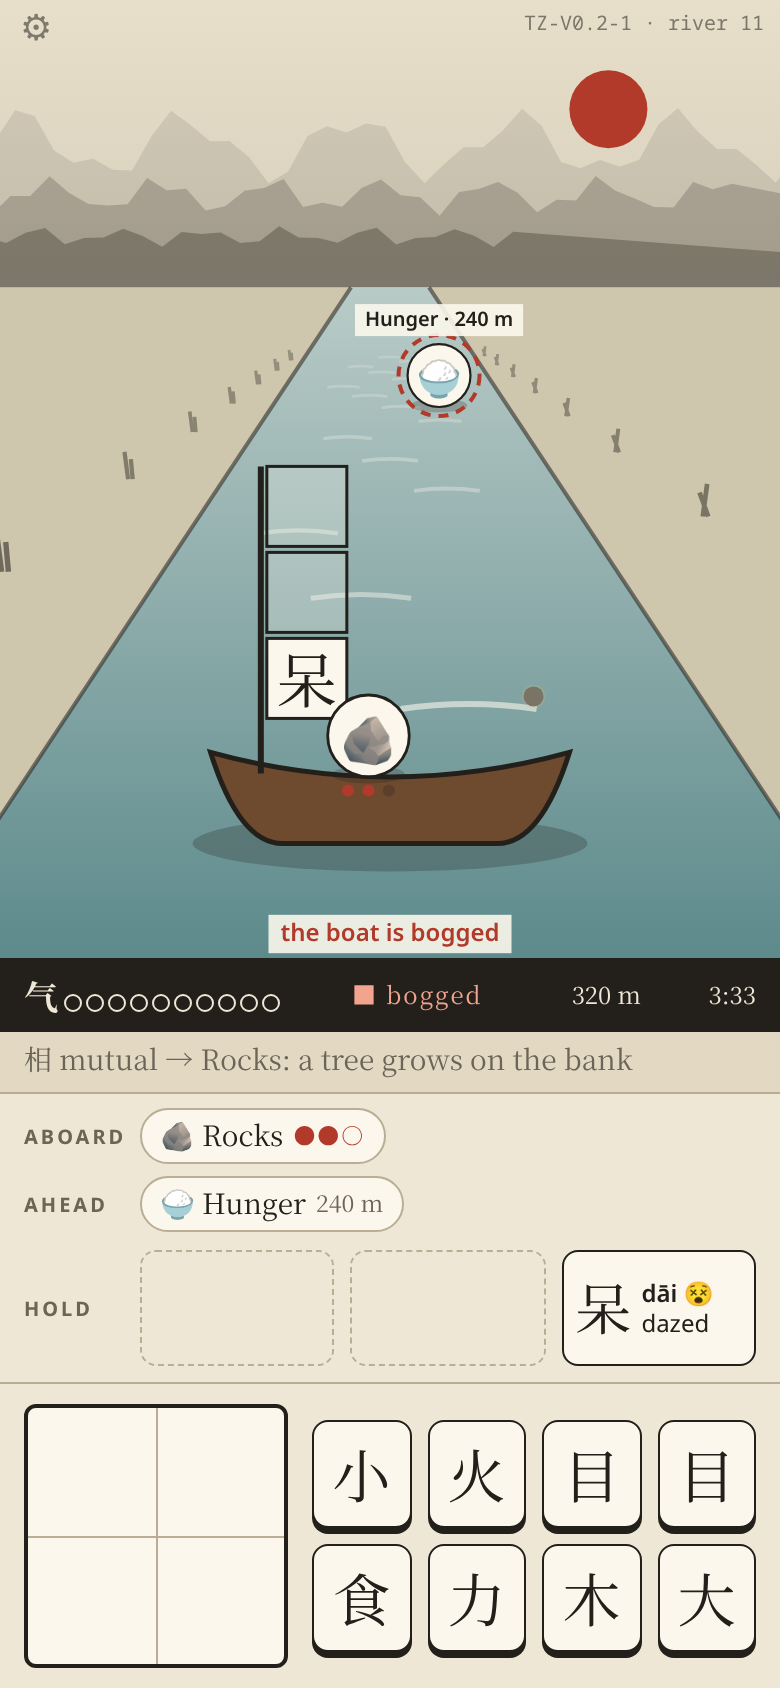 TZ-V0.2-1 · river 11
Hunger · 240 m
呆
the boat is bogged
气 bogged 320 m 3:33
相 mutual → Rocks: a tree grows on the bank
ABOARD Rocks
AHEAD Hunger 240 m
HOLD 呆 dāi
dazed
小 火 目 目
食 力 木 大